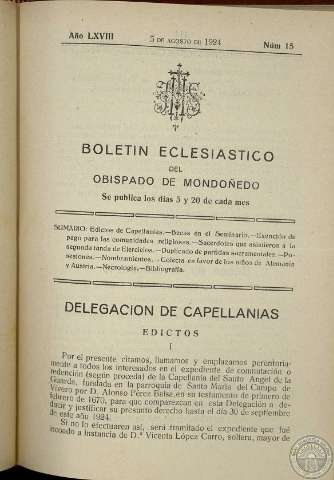 Año LXVIII
5 DE AGOSTO DE 1924
Núm 15
BOLETIN ECLESIASTICO
DEL
OBISPADO DE MONDOÑEDO
Se publica los días 5 y 20 de cada mes
SUMARIO: Edictos de Capellanías.—Becas en el Seminario.—Exención de
pago para las comunidades religiosas.—Sacerdotes que asistieron a la
segunda tanda de Ejercicios.—Duplicado de partidas sacramentales.—Po-
sesiones.—Nombramientos.—Colecta en favor de los niños de Alemania
y Austria.—Necrología.—Bibliografía.
DELEGACION DE CAPELLANIAS
EDICTOS
I
Por el presente citamos, llamamos y emplazamos perentoria-
mente a todos los interesados en el expediente de conmutación o
redención (según proceda) de la Capellanía del Santo Angel de la
Guarda, fundada en la parroquia de Santa María del Campo de
Vivero por D. Alonso Pérez en su testamento de primero de
febrero de 1670, para que comparezcan en esta Delegación a de-
ducir y justificar su presunto derecho hasta el día 30 de septiembre
de este año 1924.
Si no lo efectuaren así, será tramitado el expediente que fué
incoado a instancia de D.ª Vicenta López Carro, soltera, mayor de